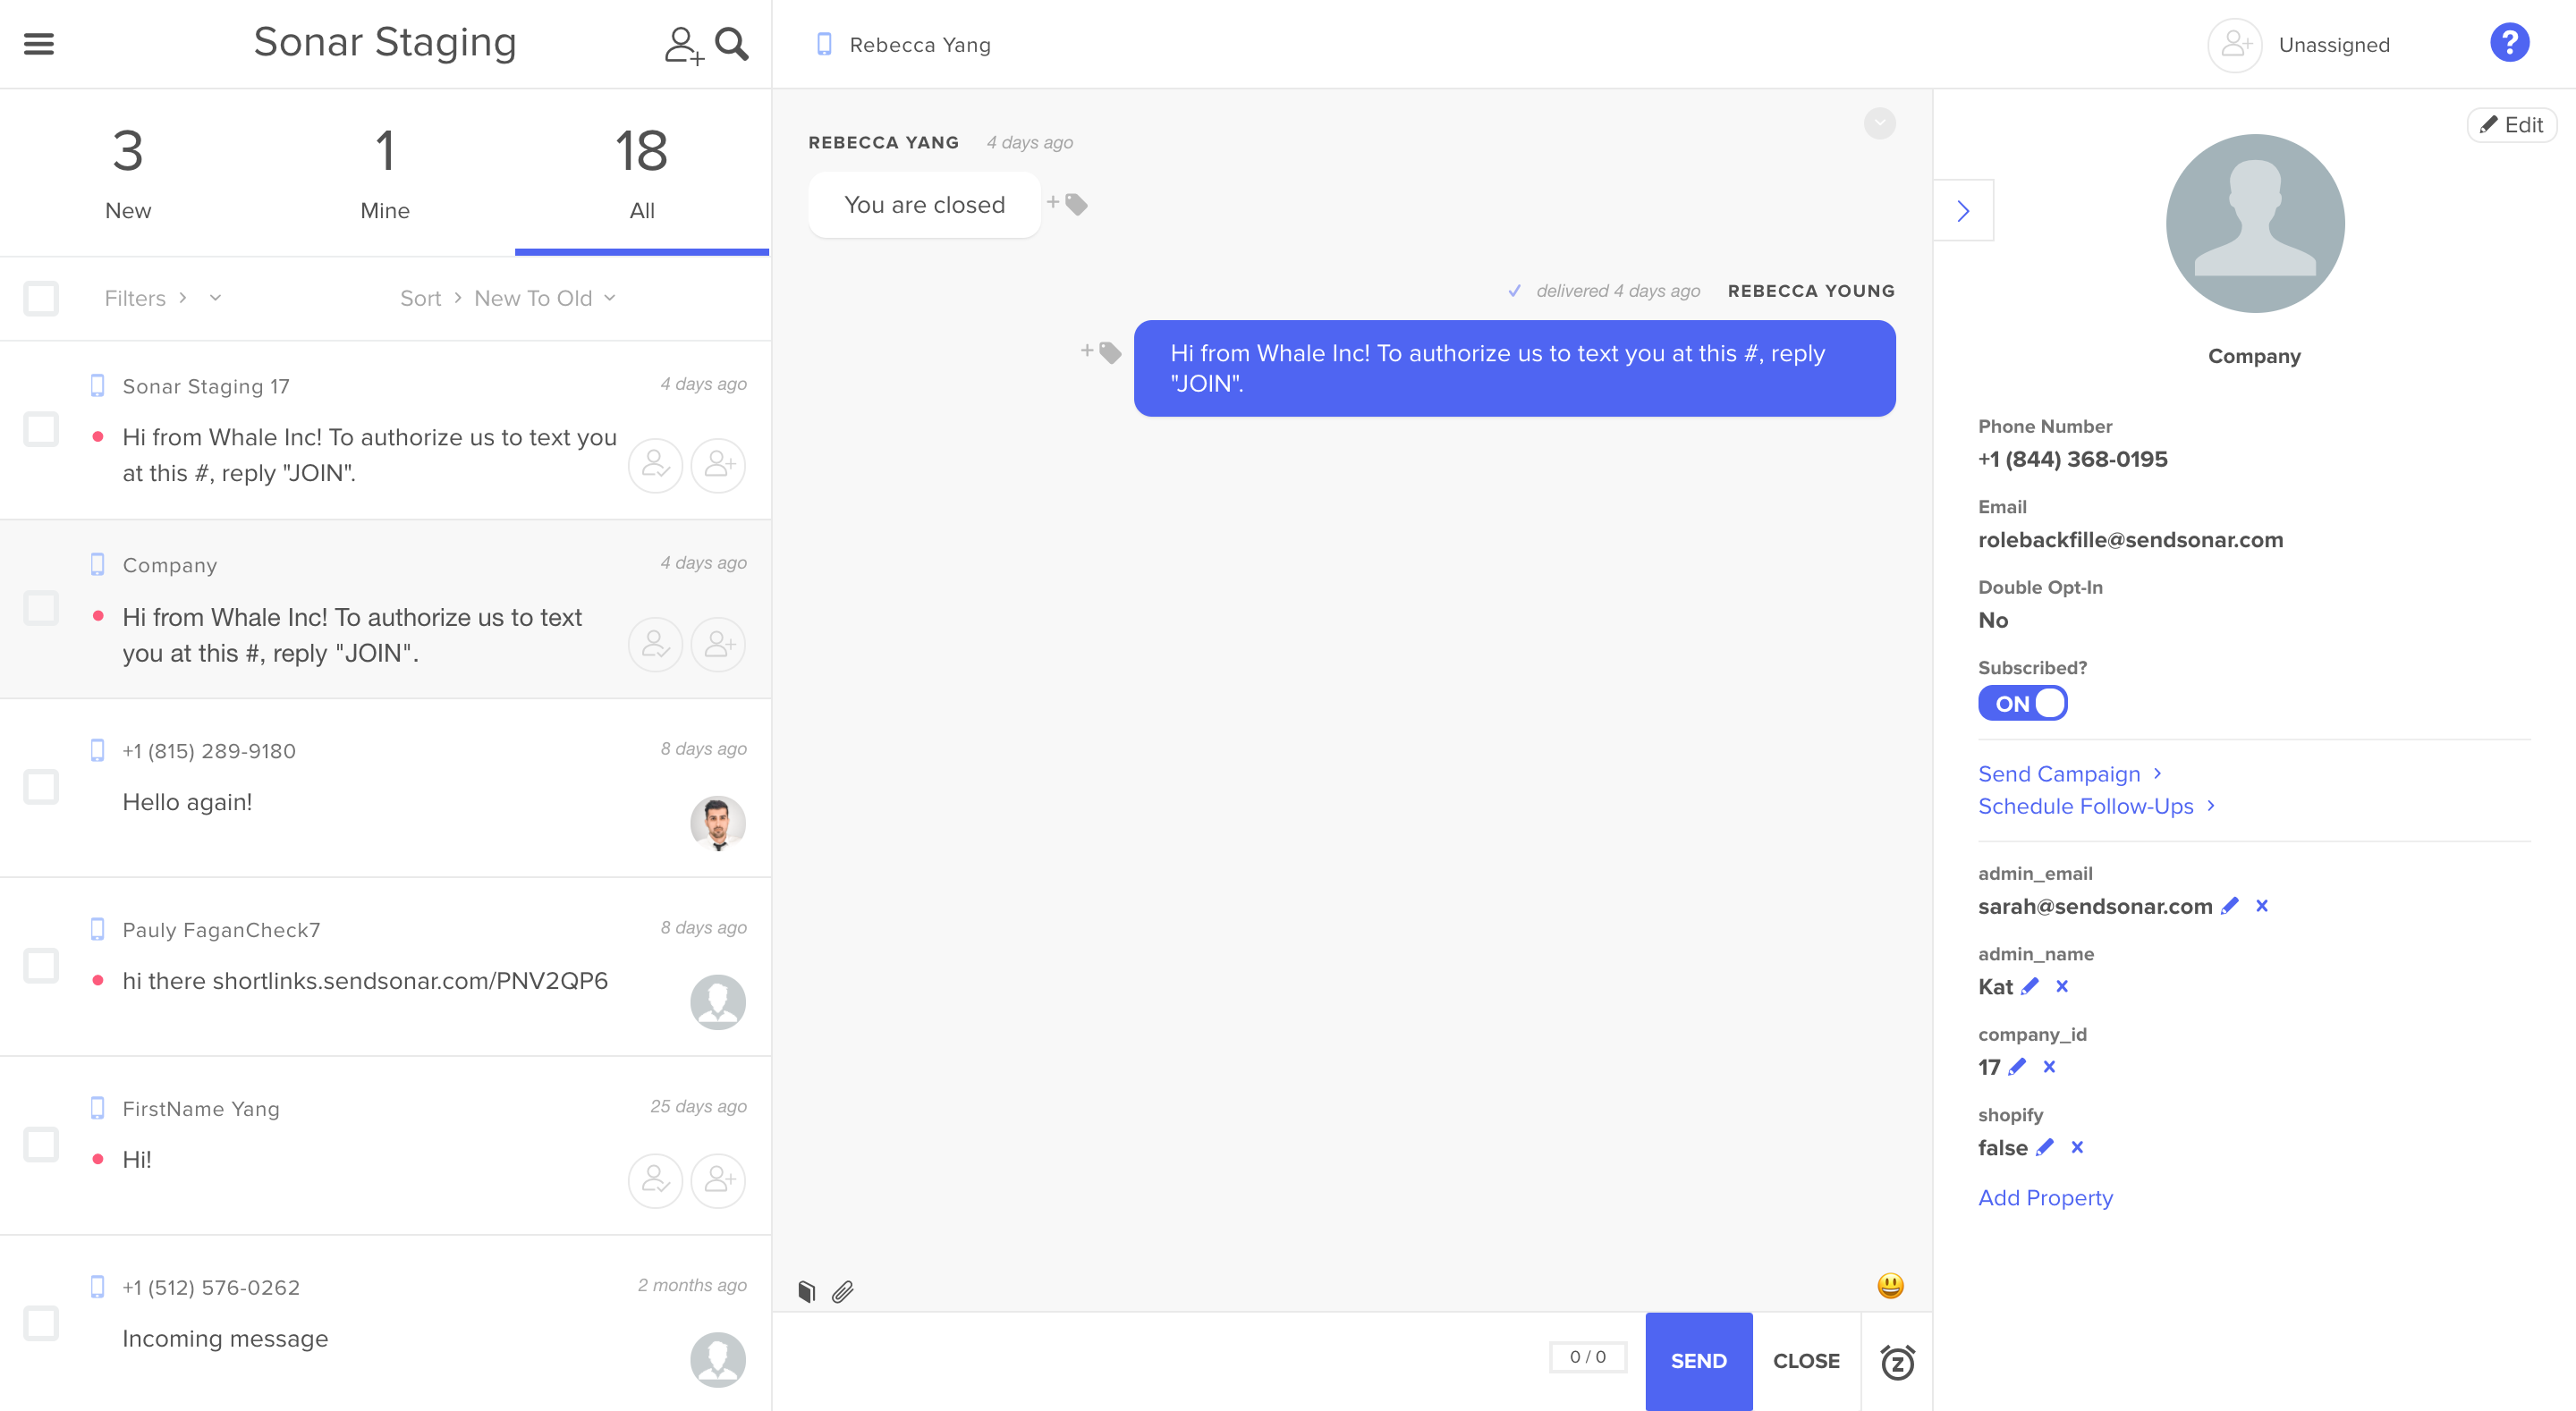 Sonar Staging
3
New
1
Mine
18
All
Filters
Sort
New To Old
Sonar Staging 17
4 days ago
Hi from Whale Inc! To authorize us to text you
at this #, reply "JOIN".
Company
4 days ago
Hi from Whale Inc! To authorize us to text
you at this #, reply "JOIN".
+1 (815) 289-9180
8 days ago
Hello again!
Pauly FaganCheck7
8 days ago
hi there shortlinks.sendsonar.com/PNV2QP6
FirstName Yang
25 days ago
Hi!
+1 (512) 576-0262
2 months ago
Incoming message
Rebecca Yang
Unassigned
?
REBECCA YANG
4 days ago
You are closed
delivered 4 days ago
REBECCA YOUNG
Hi from Whale Inc! To authorize us to text you at this #, reply
"JOIN".
0 / 0
SEND
CLOSE
Z
Edit
Company
Phone Number
+1 (844) 368-0195
Email
rolebackfille@sendsonar.com
Double Opt-In
No
Subscribed?
ON
Send Campaign
Schedule Follow-Ups
admin_email
sarah@sendsonar.com
admin_name
Kat
company_id
17
shopify
false
Add Property